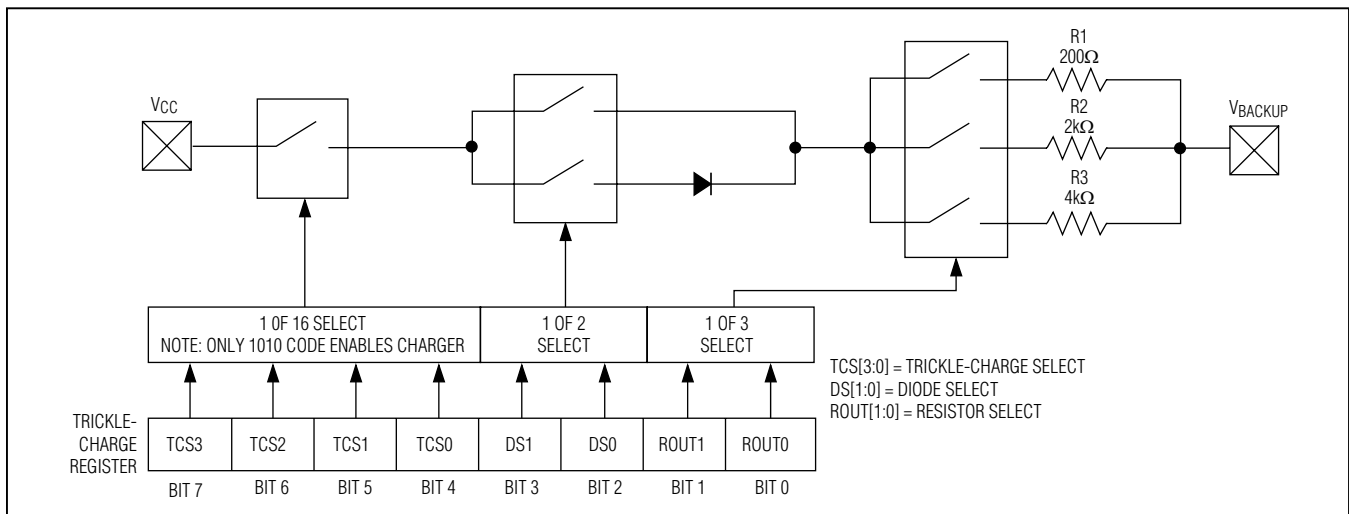 R1
200Ω
VCC
R2
2kΩ
VBACKUP
R3
4kΩ
1 0F 16 SELECT
NOTE: ONLY 1010 CODE ENABLES CHARGER
1 OF 2
SELECT
1 OF 3
SELECT
TCS[3:0] = TRICKLE-CHARGE SELECT
DS[1:0] = DIODE SELECT
ROUT[1:0] = RESISTOR SELECT
TRICKLE-
CHARGE
REGISTER
TCS3
TCS2
TCS1
TCS0
DS1
DS0
ROUT1
ROUT0
BIT 7
BIT 6
BIT 5
BIT 4
BIT 3
BIT 2
BIT 1
BIT 0